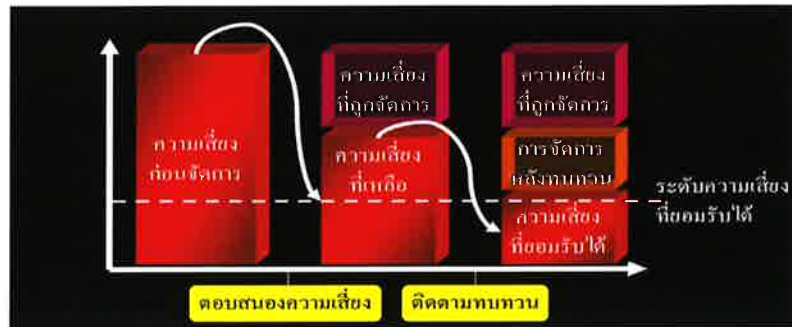 ความเสี่ยง
ก่อนจัดการ
ความเสี่ยง
ที่ถูกจัดการ
ความเสี่ยง
ที่เหลือ
ความเสี่ยง
ที่ถูกจัดการ
การจัดการ
หลังทบทวน
ความเสี่ยง
ที่ยอมรับได้
ระดับความเสี่ยง
ที่ยอมรับได้
ตอบสนองความเสี่ยง
ติดตามทบทวน